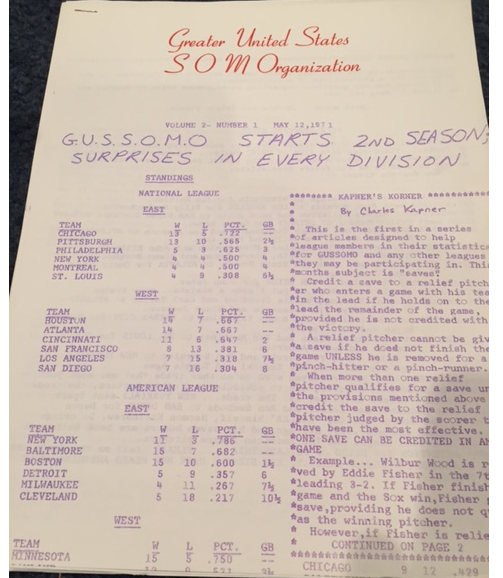 Greater United States
S O M Organization
VOLUME 2- NUMBER 1 MAY 12,1971
G.U.S.S.O.M.O STARTS 2ND SEASON;
SURPRISES IN EVERY DIVISION
STANDINGS
NATIONAL LEAGUE
EAST
TEAM W L PCT. GB
CHICAGO 13 5 .722 --
PITTSBURGH 13 10 .565 2½
PHILADELPHIA 5 3 .625 3
NEW YORK 4 4 .500 4
MONTREAL 4 4 .500 4
ST. LOUIS 4 9 .308 6½
WEST
TEAM W L PCT. GB
HOUSTON 14 7 .667 --
ATLANTA 14 7 .667 --
CINCINNATI 11 6 .647 2
SAN FRANCISCO 8 13 .381 6
LOS ANGELES 7 15 .318 7½
SAN DIEGO 7 16 .304 8
AMERICAN LEAGUE
EAST
TEAM W L PCT. GB
NEW YORK 11 3 .786 --
BALTIMORE 15 7 .682 --
BOSTON 15 10 .600 1½
DETROIT 5 9 .357 6
MILWAUKEE 4 11 .267 7½
CLEVELAND 5 18 .217 10½
WEST
TEAM W L PCT. GB
MINNESOTA 15 5 .750 --
******** KAPNER'S KORNER *********
By Charles Kapner
This is the first in a series
*of articles designed to help
*league members in their statistic
*for GUSSOMO and any other leagues
*they may be participating in. This
*months subject is "saves"
* Credit a save to a relief pitch
*er who enters a game with his tea
*in the lead if he holds on to the
*lead the remainder of the game,
*provided he is not credited with
*the victory.
* A relief pitcher cannot be giv
*a save if he does not finish the
*game UNLESS he is removed for a
*pinch-hitter or a pinch-runner.
* When more than one relief
*pitcher qualifies for a save un
*the provisions mentioned above
*credit the save to the relief
*pitcher judged by the scorer t
*have been the most effective.
*ONE SAVE CAN BE CREDITED IN AN
*GAME
* Example... Wilbur Wood is r
*ved by Eddie Fisher in the 7t
*leading 3-2. If Fisher finish
*game and the Sox win,Fisher g
*save,providing he does not q
*as the winning pitcher.
* However,if Fisher is relie
* CONTINUED ON PAGE 2
CHICAGO 9 12 .429